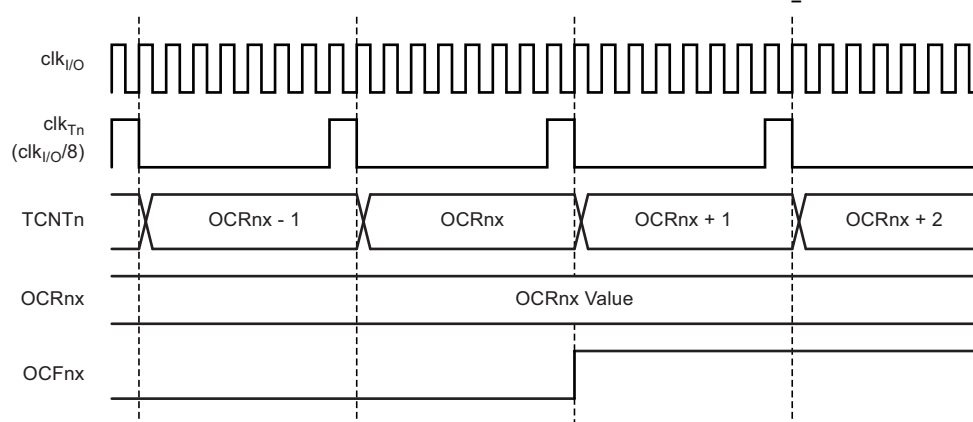 clkI/O
clkTn
(clkI/O/8)
TCNTn OCRnx - 1 OCRnx OCRnx + 1 OCRnx + 2
OCRnx OCRnx Value
OCFnx